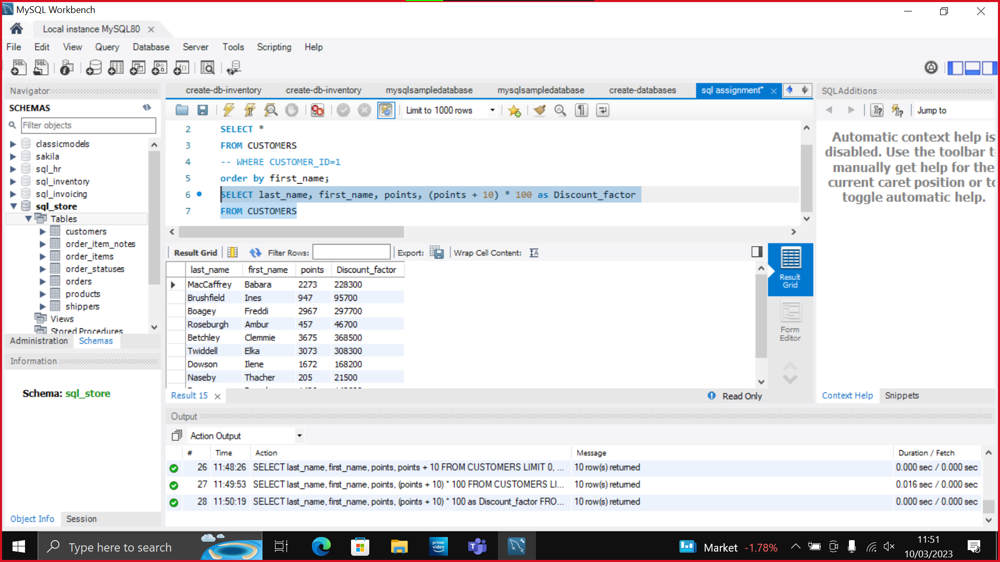 MySQL Workbench
Local instance MySQL80
File Edit View Query Database Server Tools Scripting Help
Navigator
SCHEMAS
Filter objects
classicmodels
sakila
sql_hr
sql_inventory
sql_invoicing
sql_store
Tables
customers
order_item_notes
order_items
order_statuses
orders
products
shippers
Views
Stored Procedures
Administration Schemas
Information
Schema: sql_store
Object Info Session
create-db-inventory create-db-inventory mysqlsampledatabase mysqlsampledatabase create-databases sql assignment*
Limit to 1000 rows
2 SELECT *
3 FROM CUSTOMERS
4 -- WHERE CUSTOMER_ID=1
5 order by first_name;
6 SELECT last_name, first_name, points, (points + 10) * 100 as Discount_factor
7 FROM CUSTOMERS
Result Grid Filter Rows: Export: Wrap Cell Content:
last_name first_name points Discount_factor
MacCaffrey Babara 2273 228300
Brushfield Ines 947 95700
Boagey Freddi 2967 297700
Roseburgh Ambur 457 46700
Betchley Clemmie 3675 368500
Twiddell Elka 3073 308300
Dowson Ilene 1672 168200
Naseby Thacher 205 21500
Result Grid
Form Editor
Result 15
Read Only
SQLAdditions
Jump to
Automatic context help is
disabled. Use the toolbar t
manually get help for the
current caret position or to
toggle automatic help.
Context Help Snippets
Output
Action Output
# Time Action Message Duration / Fetch
26 11:48:26 SELECT last_name, first_name, points, points + 10 FROM CUSTOMERS LIMIT 0, ... 10 row(s) returned 0.000 sec / 0.000 sec
27 11:49:53 SELECT last_name, first_name, points, (points + 10) * 100 FROM CUSTOMERS LI... 10 row(s) returned 0.016 sec / 0.000 sec
28 11:50:19 SELECT last_name, first_name, points, (points + 10) * 100 as Discount_factor FRO... 10 row(s) returned 0.000 sec / 0.000 sec
Type here to search
prime video
Market -1.78%
11:51
10/03/2023